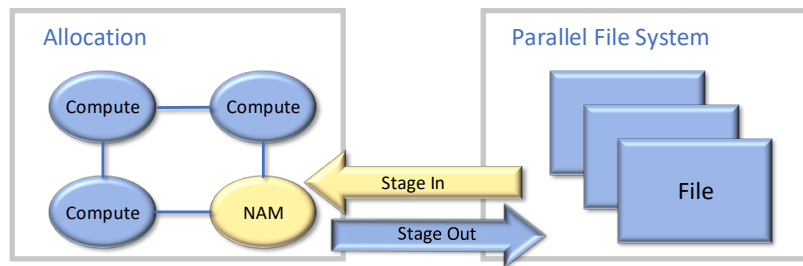 Allocation
Parallel File System
Compute
Compute
Compute
NAM
Stage In
Stage Out
File